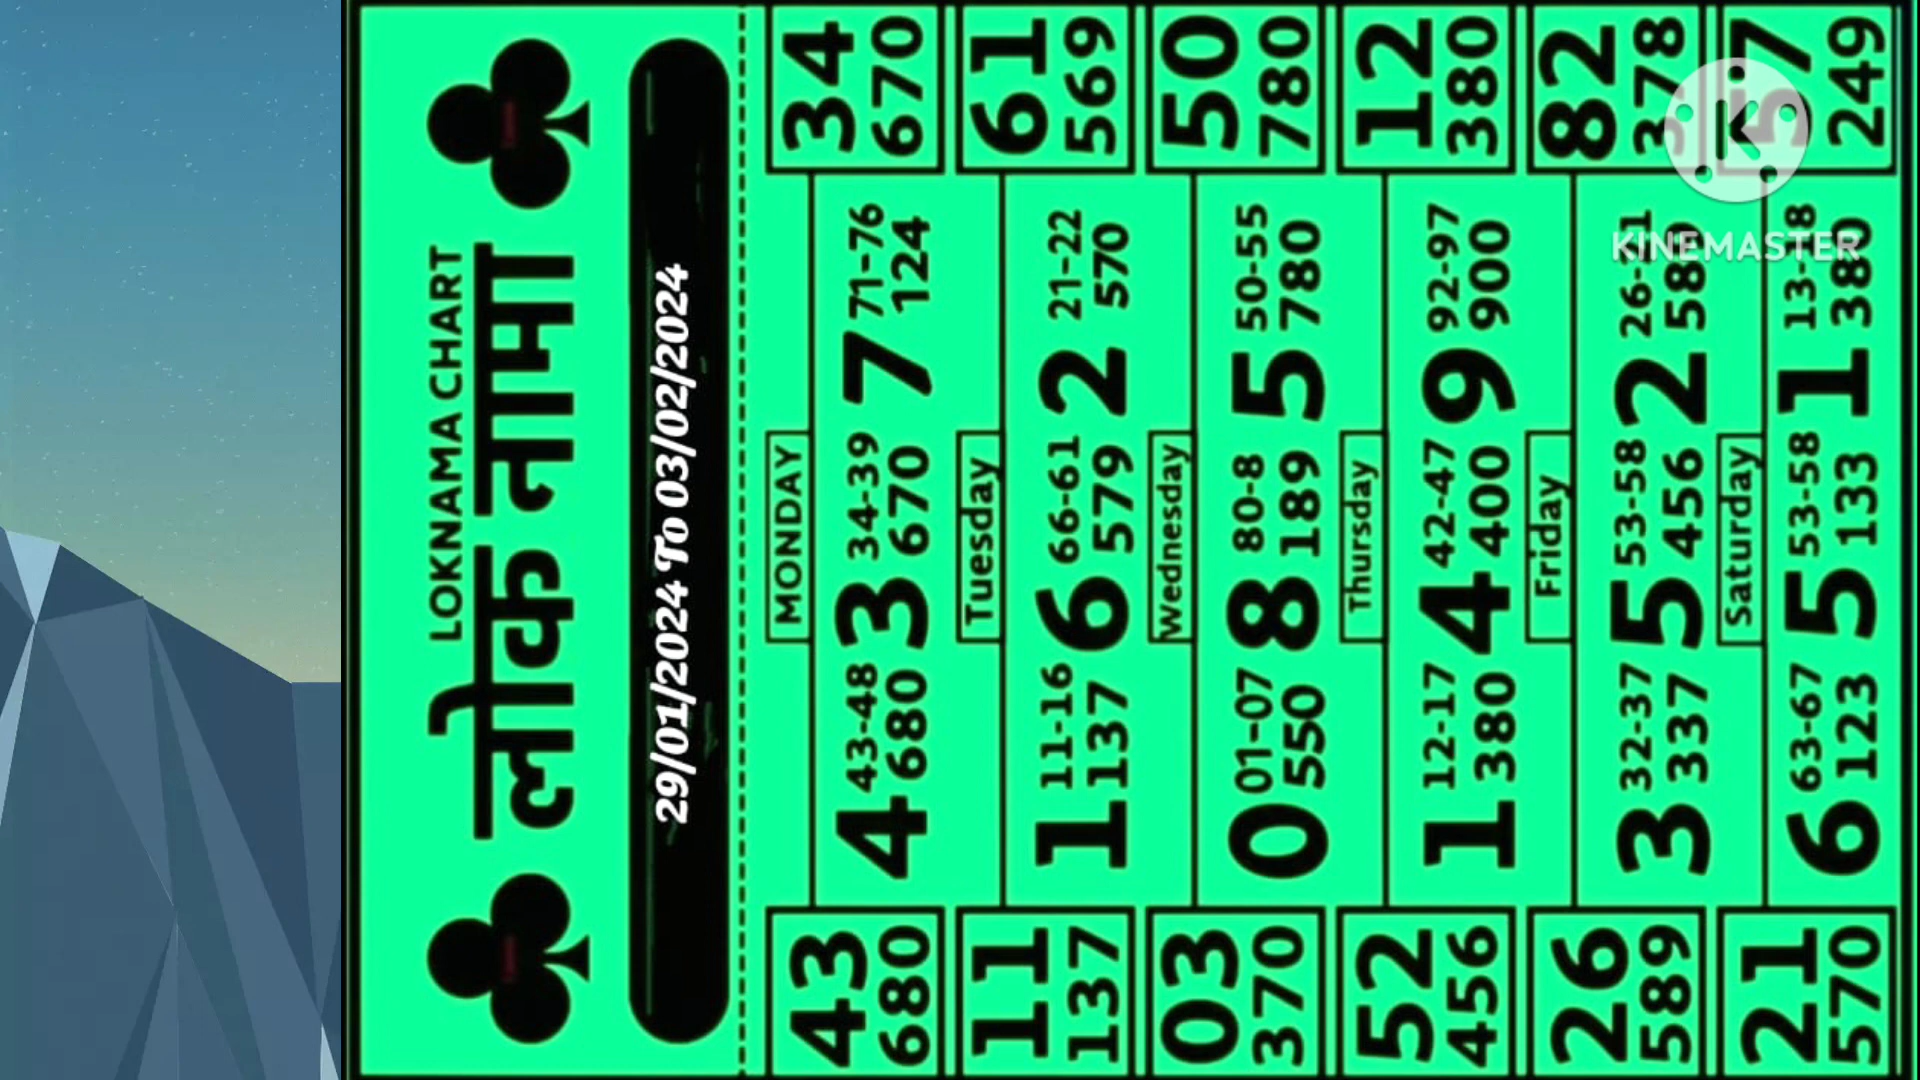 LOKNAMA CHART
लोक नामा
29/01/2024 To 03/02/2024
MONDAY
43 43-48 34-39 71-76 34
680 4 680 3 670 7 124 670
Tuesday
11 11-16 66-61 21-22 61
137 1 137 6 579 2 570 569
Wednesday
03 01-07 80-8 50-55 50
370 0 550 8 189 5 780 780
Thursday
52 12-17 42-47 92-97 12
456 1 380 4 400 9 900 380
Friday
26 32-37 53-58 82
589 3 337 5 456 2 378
Saturday
21 63-67 53-58 57
570 6 123 5 133 1 380 249
KINEMASTER